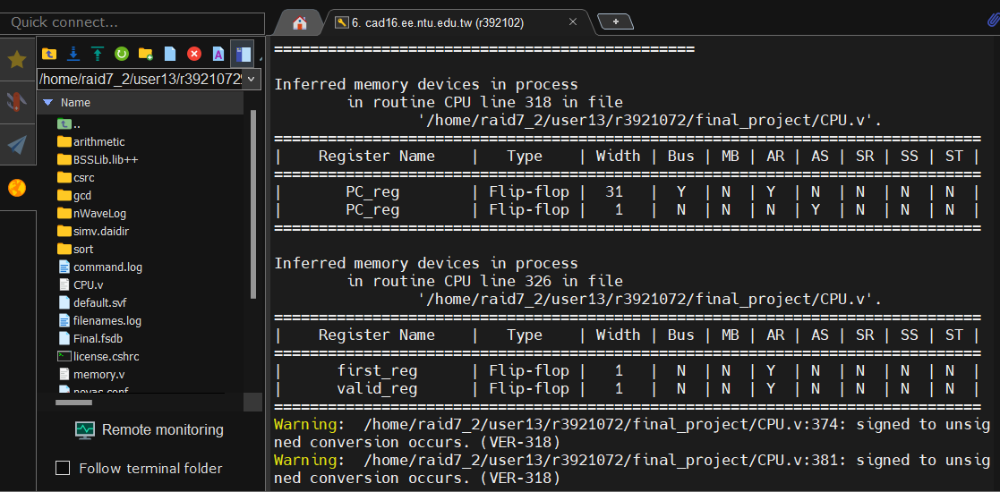 Quick connect...
6. cad16.ee.ntu.edu.tw (r392102)
/home/raid7_2/user13/r3921072
Name
..
arithmetic
BSSLib.lib++
csrc
gcd
nWaveLog
simv.daidir
sort
command.log
CPU.v
default.svf
filenames.log
Final.fsdb
license.cshrc
memory.v
novas.conf
Remote monitoring
Follow terminal folder
===============================================
Inferred memory devices in process
in routine CPU line 318 in file
'/home/raid7_2/user13/r3921072/final_project/CPU.v'.
===============================================================================
| Register Name | Type | Width | Bus | MB | AR | AS | SR | SS | ST |
===============================================================================
| PC_reg | Flip-flop | 31 | Y | N | Y | N | N | N | N |
| PC_reg | Flip-flop | 1 | N | N | N | Y | N | N | N |
===============================================================================
Inferred memory devices in process
in routine CPU line 326 in file
'/home/raid7_2/user13/r3921072/final_project/CPU.v'.
===============================================================================
| Register Name | Type | Width | Bus | MB | AR | AS | SR | SS | ST |
===============================================================================
| first_reg | Flip-flop | 1 | N | N | Y | N | N | N | N |
| valid_reg | Flip-flop | 1 | N | N | Y | N | N | N | N |
===============================================================================
Warning:  /home/raid7_2/user13/r3921072/final_project/CPU.v:374: signed to unsig
ned conversion occurs. (VER-318)
Warning:  /home/raid7_2/user13/r3921072/final_project/CPU.v:381: signed to unsig
ned conversion occurs. (VER-318)